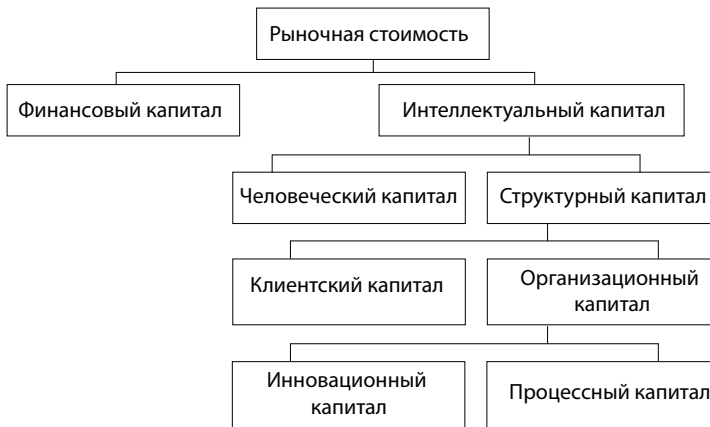 Рыночная стоимость
Финансовый капитал
Интеллектуальный капитал
Человеческий капитал
Структурный капитал
Клиентский капитал
Организационный
капитал
Инновационный
капитал
Процессный капитал